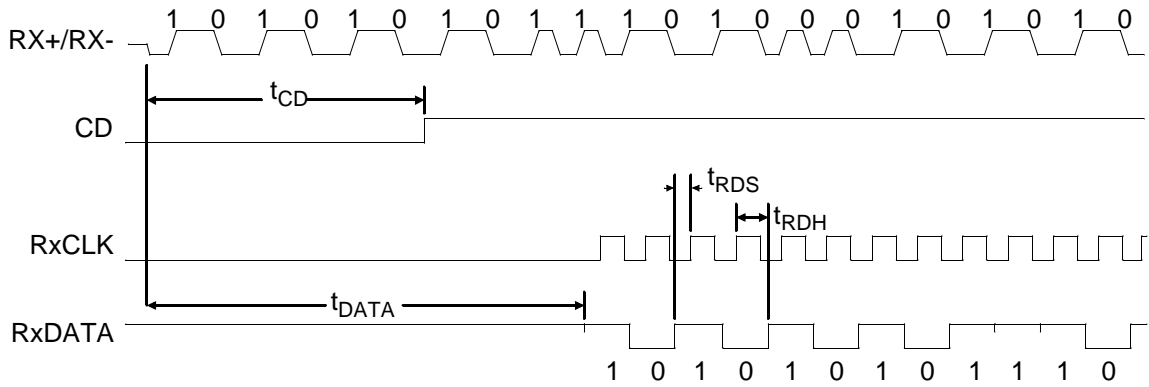 1 0 1 0 1 0 1 0 1 1 1 0 1 0 0 0 1 0 1 0 1 0
RX+/RX-
tCD
CD
tRDS
tRDH
RxCLK
tDATA
RxDATA
1 0 1 0 1 0 1 0 1 1 1 0